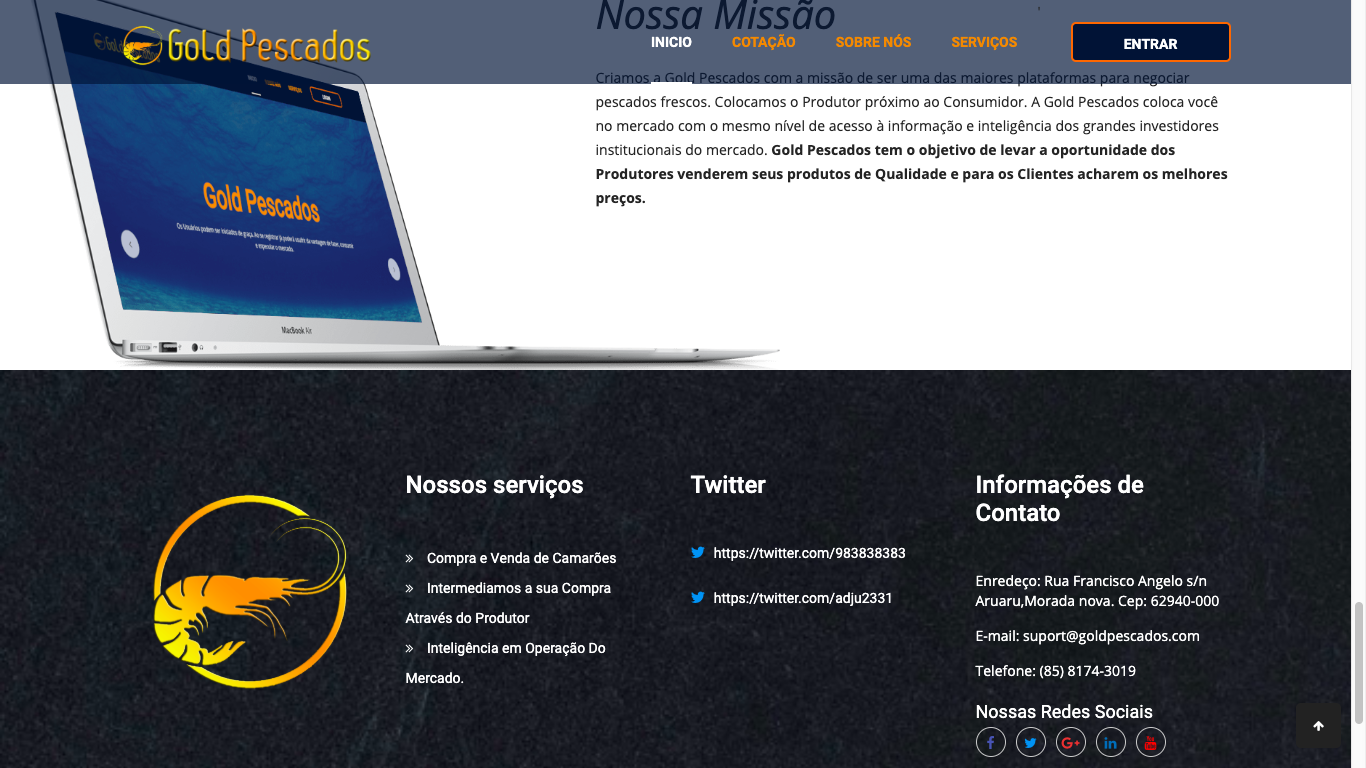 Nossa Missão
Gold Pescados
INICIO
COTAÇÃO
SOBRE NÓS
SERVIÇOS
ENTRAR
Criamos a Gold Pescados com a missão de ser uma das maiores plataformas para negociar
pescados frescos. Colocamos o Produtor próximo ao Consumidor. A Gold Pescados coloca você
no mercado com o mesmo nível de acesso à informação e inteligência dos grandes investidores
institucionais do mercado. Gold Pescados tem o objetivo de levar a oportunidade dos
Produtores venderem seus produtos de Qualidade e para os Clientes acharem os melhores
preços.
Gold Pescados
MacBook Air
Nossos serviços
Compra e Venda de Camarões
Intermediamos a sua Compra
Através do Produtor
Inteligência em Operação Do
Mercado.
Twitter
https://twitter.com/983838383
https://twitter.com/adju2331
Informações de
Contato
Enredeço: Rua Francisco Angelo s/n
Aruaru,Morada nova. Cep: 62940-000
E-mail: suport@goldpescados.com
Telefone: (85) 8174-3019
Nossas Redes Sociais